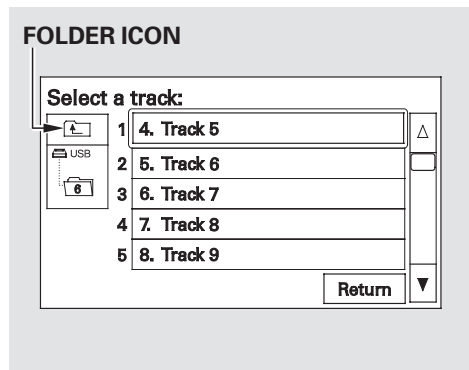 FOLDER ICON
Select a track:
1 4. Track 5
USB
2 5. Track 6
6
3 6. Track 7
4 7. Track 8
5 8. Track 9
Return